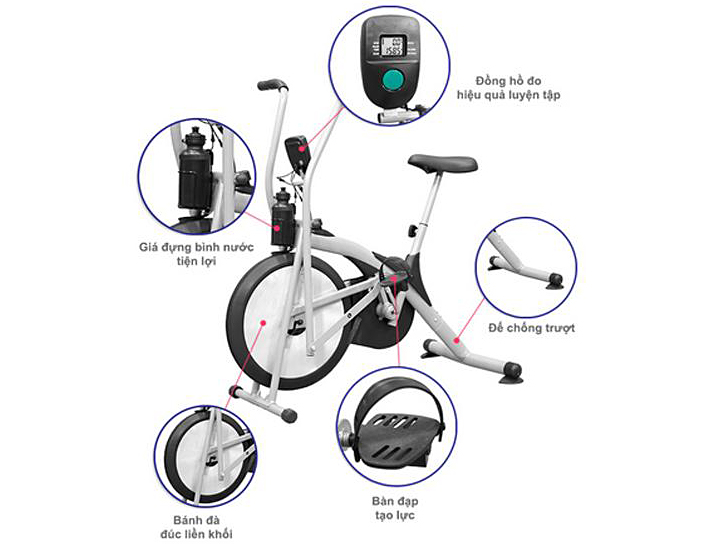 Đồng hồ đo
hiệu quả luyện tập
Giá đựng bình nước
tiện lợi
Đế chống trượt
Bàn đạp
tạo lực
Bánh đà
đúc liền khối